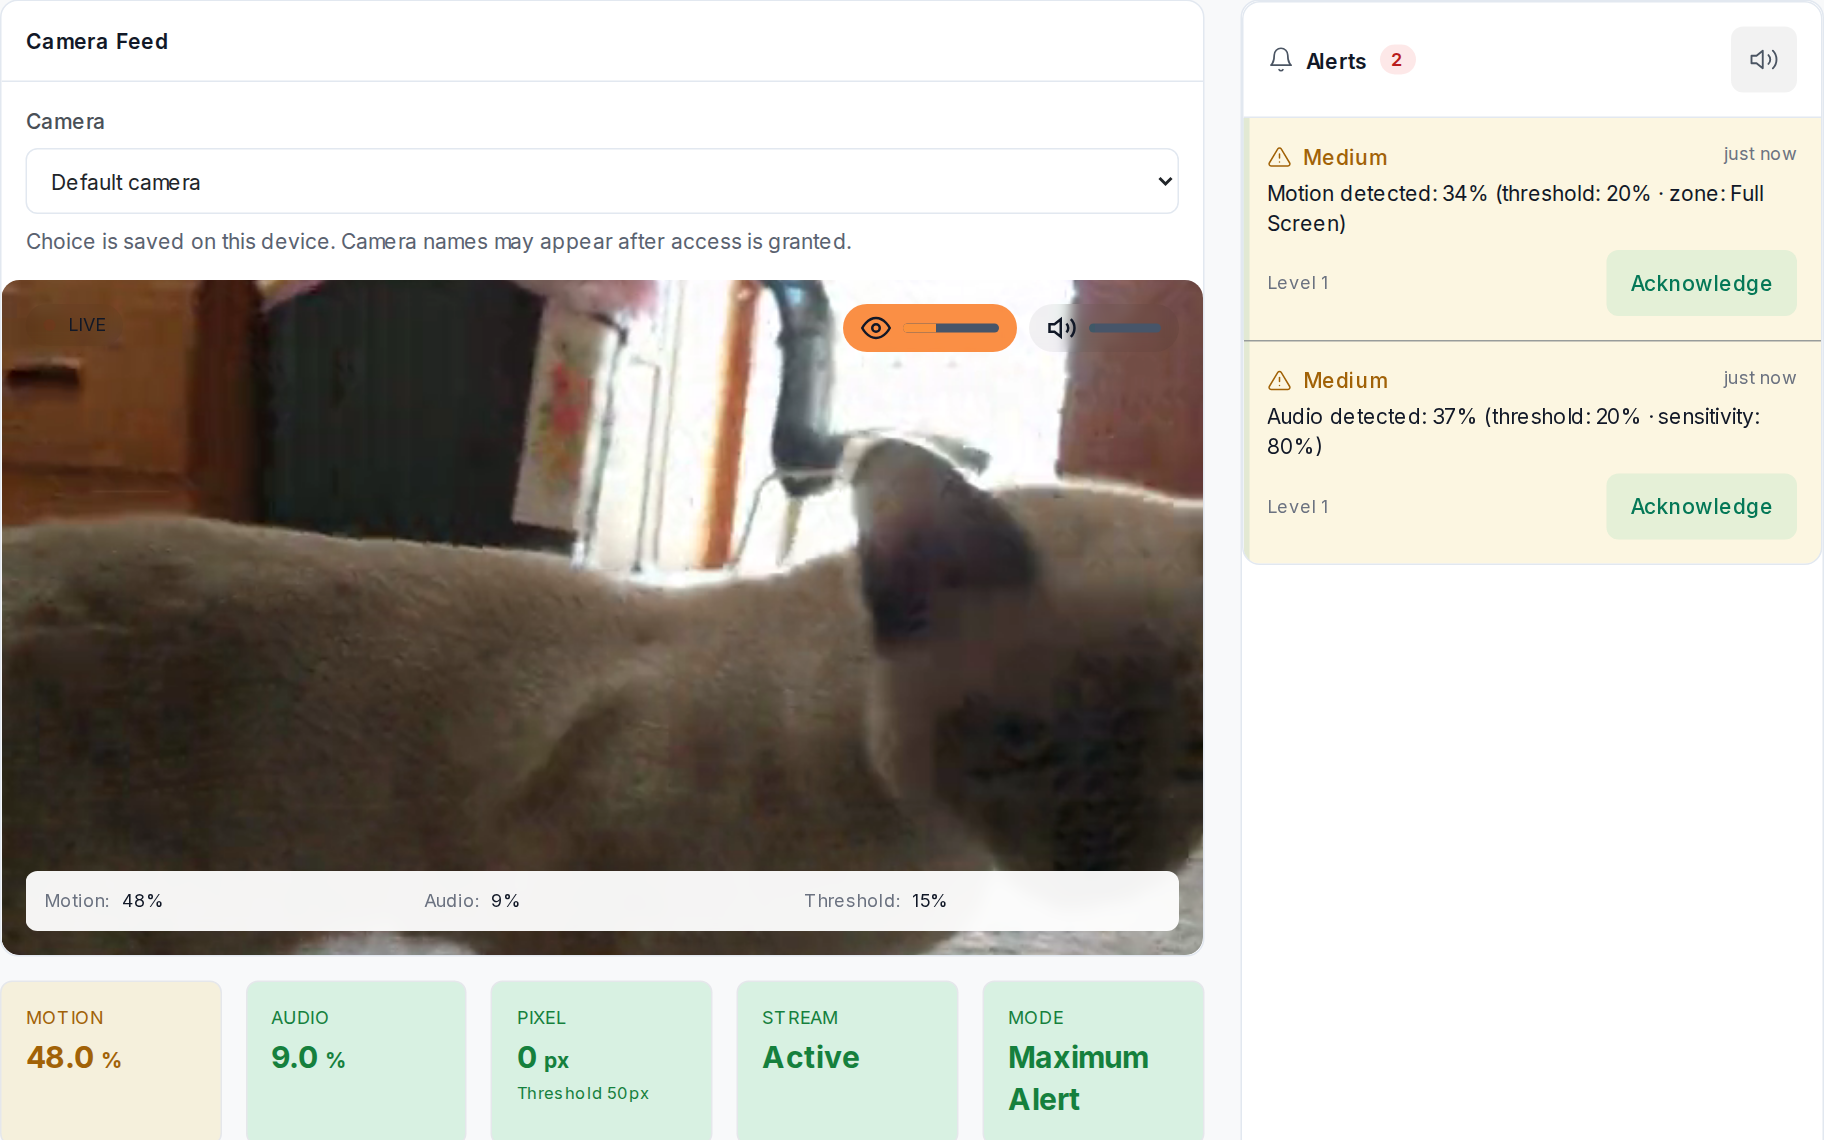 Camera Feed
Camera
Default camera
Choice is saved on this device. Camera names may appear after access is granted.
LIVE
Motion: 48%
Audio: 9%
Threshold: 15%
MOTION
48.0 %
AUDIO
9.0 %
PIXEL
0 px
Threshold 50px
STREAM
Active
MODE
Maximum
Alert
Alerts 2
Medium
just now
Motion detected: 34% (threshold: 20% · zone: Full
Screen)
Level 1
Acknowledge
Medium
just now
Audio detected: 37% (threshold: 20% · sensitivity:
80%)
Level 1
Acknowledge